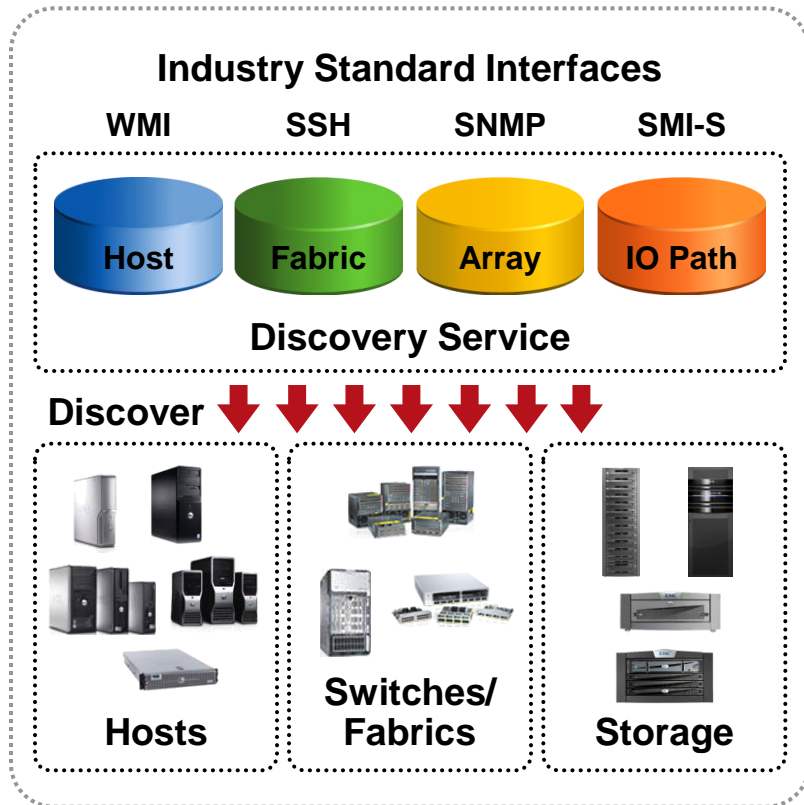 Industry Standard Interfaces
WMI SSH SNMP SMI-S
Host Fabric Array IO Path
Discovery Service
Discover
Hosts
Switches/
Fabrics
Storage